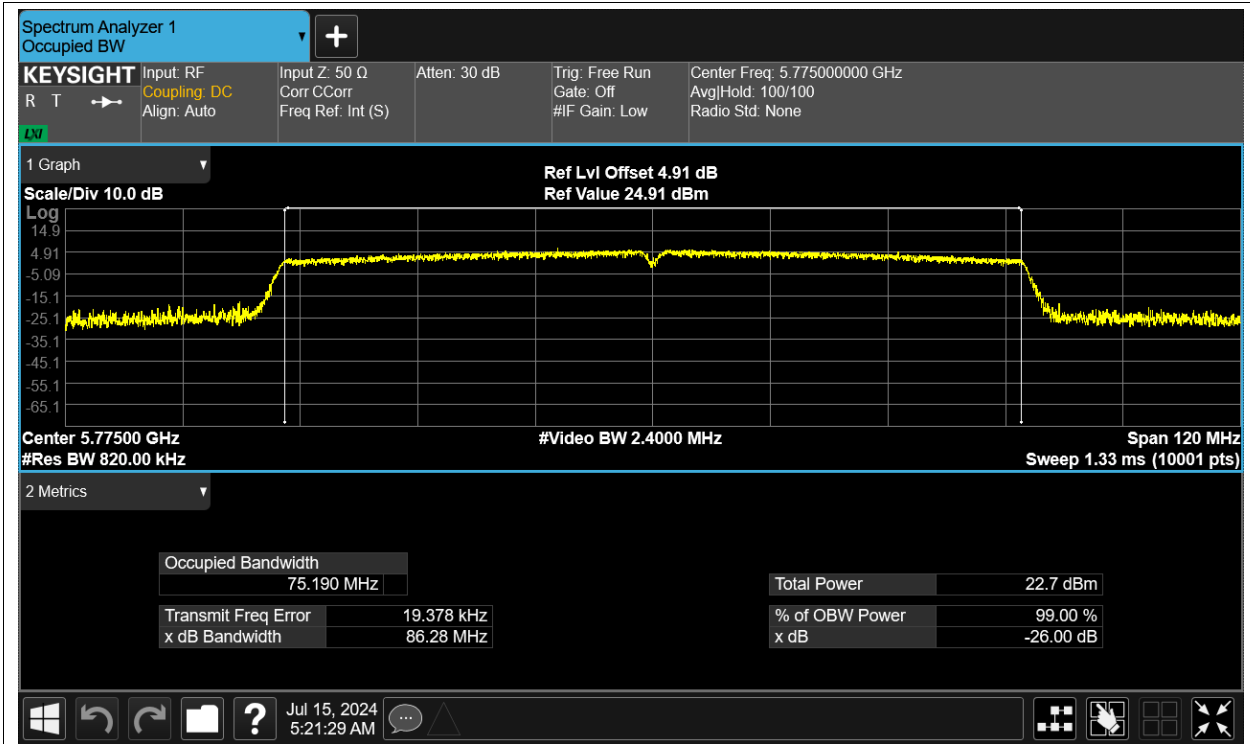 Spectrum Analyzer 1
Occupied BW
▼
+
KEYSIGHT
R T
LXI
Input: RF
Coupling: DC
Align: Auto
Input Z: 50 Ω
Corr CCorr
Freq Ref: Int (S)
Atten: 30 dB
Trig: Free Run
Gate: Off
#IF Gain: Low
Center Freq: 5.775000000 GHz
Avg|Hold: 100/100
Radio Std: None
1 Graph ▼
Scale/Div 10.0 dB
Ref Lvl Offset 4.91 dB
Ref Value 24.91 dBm
Log
14.9
4.91
-5.09
-15.1
-25.1
-35.1
-45.1
-55.1
-65.1
Center 5.77500 GHz
#Res BW 820.00 kHz
#Video BW 2.4000 MHz
Span 120 MHz
Sweep 1.33 ms (10001 pts)
2 Metrics ▼
Occupied Bandwidth
75.190 MHz
Transmit Freq Error 19.378 kHz
x dB Bandwidth 86.28 MHz
Total Power 22.7 dBm
% of OBW Power 99.00 %
x dB -26.00 dB
?
Jul 15, 2024
5:21:29 AM